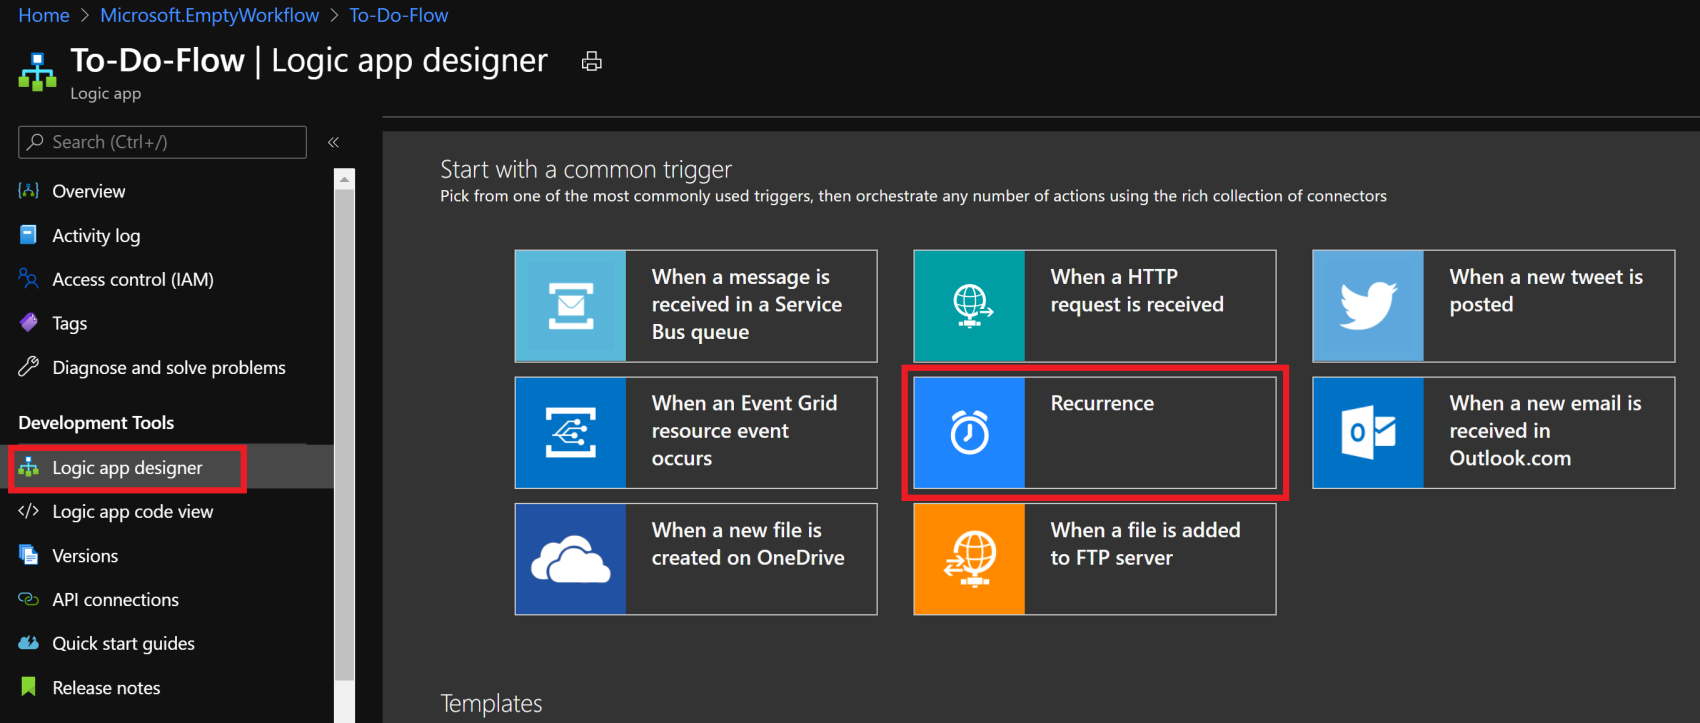 Home > Microsoft.EmptyWorkflow > To-Do-Flow
To-Do-Flow | Logic app designer
Logic app
Search (Ctrl+/)
«
Overview
Activity log
Access control (IAM)
Tags
Diagnose and solve problems
Development Tools
Logic app designer
</> Logic app code view
Versions
API connections
Quick start guides
Release notes
Start with a common trigger
Pick from one of the most commonly used triggers, then orchestrate any number of actions using the rich collection of connectors
When a message is
received in a Service
Bus queue
When a HTTP
request is received
When a new tweet is
posted
When an Event Grid
resource event
occurs
Recurrence
When a new email is
received in
Outlook.com
When a new file is
created on OneDrive
When a file is added
to FTP server
Templates